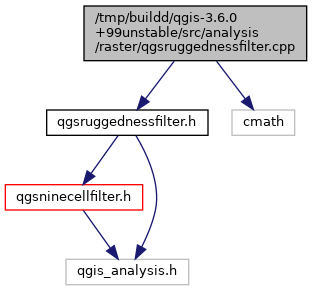 /tmp/buildd/qgis-3.6.0
+99unstable/src/analysis
/raster/qgsruggednessfilter.cpp
qgsruggednessfilter.h
cmath
qgsninecellfilter.h
qgis_analysis.h